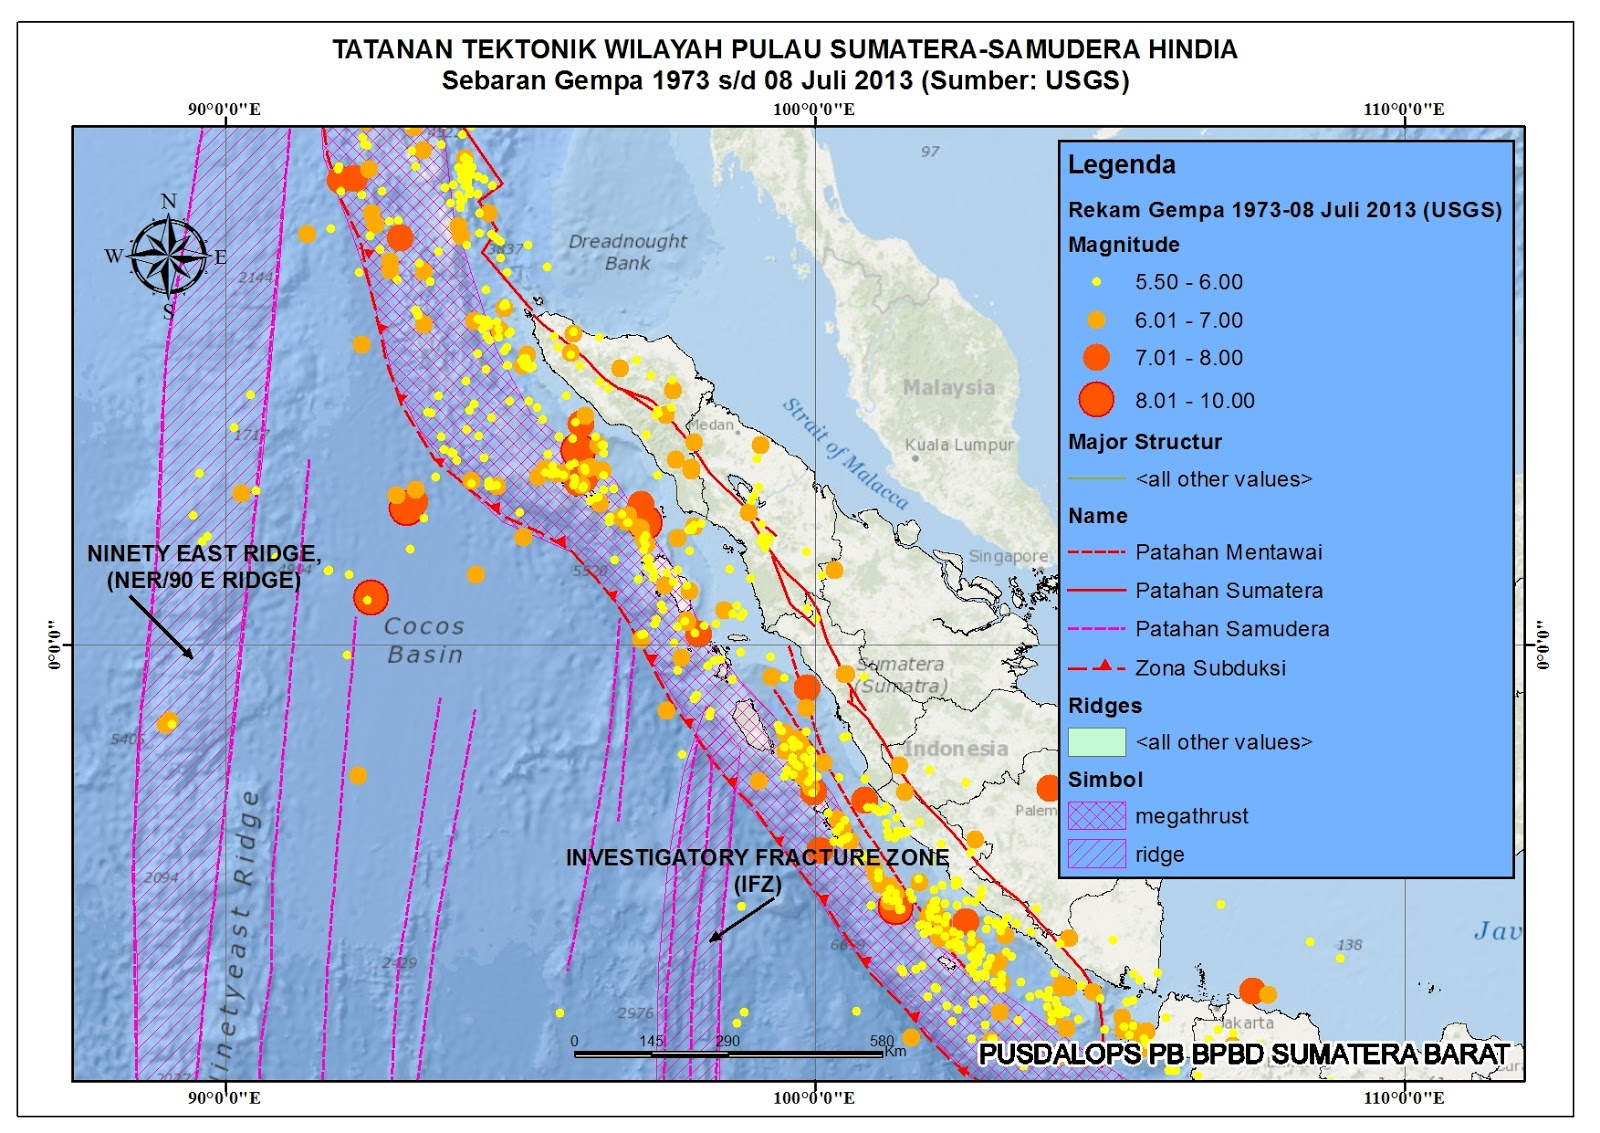 TATANAN TEKTONIK WILAYAH PULAU SUMATERA-SAMUDERA HINDIA
Sebaran Gempa 1973 s/d 08 Juli 2013 (Sumber: USGS)
90°0'0"E
100°0'0"E
110°0'0"E
97
Legenda
Rekam Gempa 1973-08 Juli 2013 (USGS)
Magnitude
5.50 - 6.00
6.01 - 7.00
7.01 - 8.00
8.01 - 10.00
Major Structur
<all other values>
Name
Patahan Mentawai
Patahan Sumatera
Patahan Samudera
Zona Subduksi
Ridges
<all other values>
Simbol
megathrust
ridge
N
W
E
S
2144
3637
Dreadnought
Bank
Malaysia
Strait of Malacca
Medan
Kuala Lumpur
1717
Singapore
NINETY EAST RIDGE,
(NER/90 E RIDGE)
5520
Cocos
Basin
0°0'0"
0°0'0"
Sumatera
(Sumatra)
5405
Indonesia
Palem
Ninetyeast Ridge
INVESTIGATORY FRACTURE ZONE
(IFZ)
2094
2429
138
Jav
2976
Jakarta
0
145
290
580
Km
PUSDALOPS PB BPBD SUMATERA BARAT
90°0'0"E
100°0'0"E
110°0'0"E